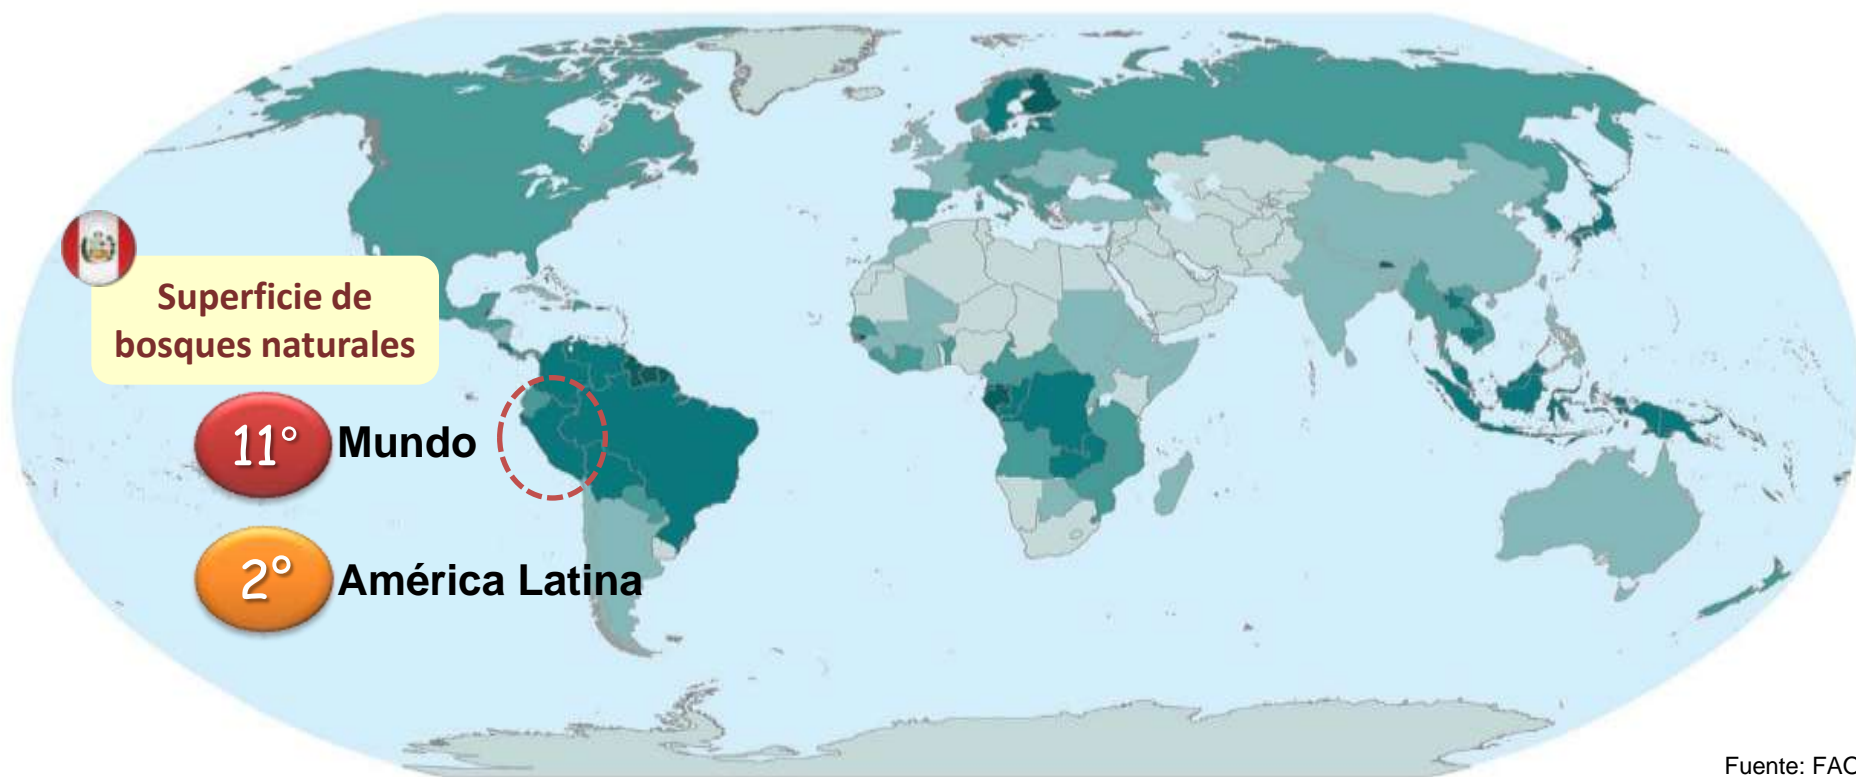 Superficie de
bosques naturales
11° Mundo
2° América Latina
Fuente: FAO